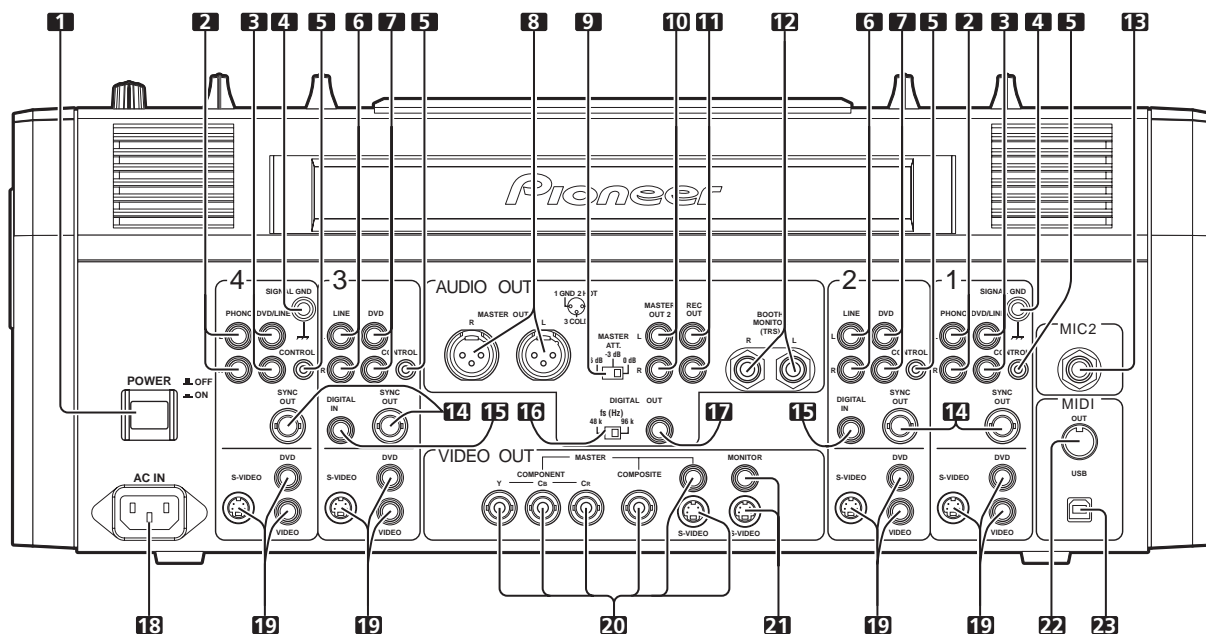 1 2 3 4 5 6 7 5 8 9 10 11 12 6 7 5 2 3 4 5 13
Pioneer
4 3 AUDIO OUT 2 1
SIGNAL GND
1 GND 2 HOT
3 COLD
SIGNAL GND
PHONO DVD/LINE
LINE DVD
MASTER OUT 1
R L
MASTER OUT 2
REC OUT
BOOTH MONITOR (TRS)
R L
LINE DVD
PHONO DVD/LINE
MIC2
L
L
L
CONTROL
R CONTROL
MASTER ATT.
-3 dB
dB 0 dB
R
R CONTROL
R CONTROL
POWER
OFF
ON
SYNC OUT
DIGITAL IN
SYNC OUT
DIGITAL OUT
fs (Hz)
48 k 96 k
DIGITAL IN
SYNC OUT
SYNC OUT
MIDI
OUT
14 15 16 17 15 14
VIDEO OUT
AC IN
S-VIDEO
DVD
VIDEO
S-VIDEO
DVD
VIDEO
MASTER
COMPONENT
Y CB CR
COMPOSITE
S-VIDEO
MONITOR
S-VIDEO
S-VIDEO
DVD
VIDEO
S-VIDEO
DVD
VIDEO
USB
18 19 19 20 21 19 19 22 23